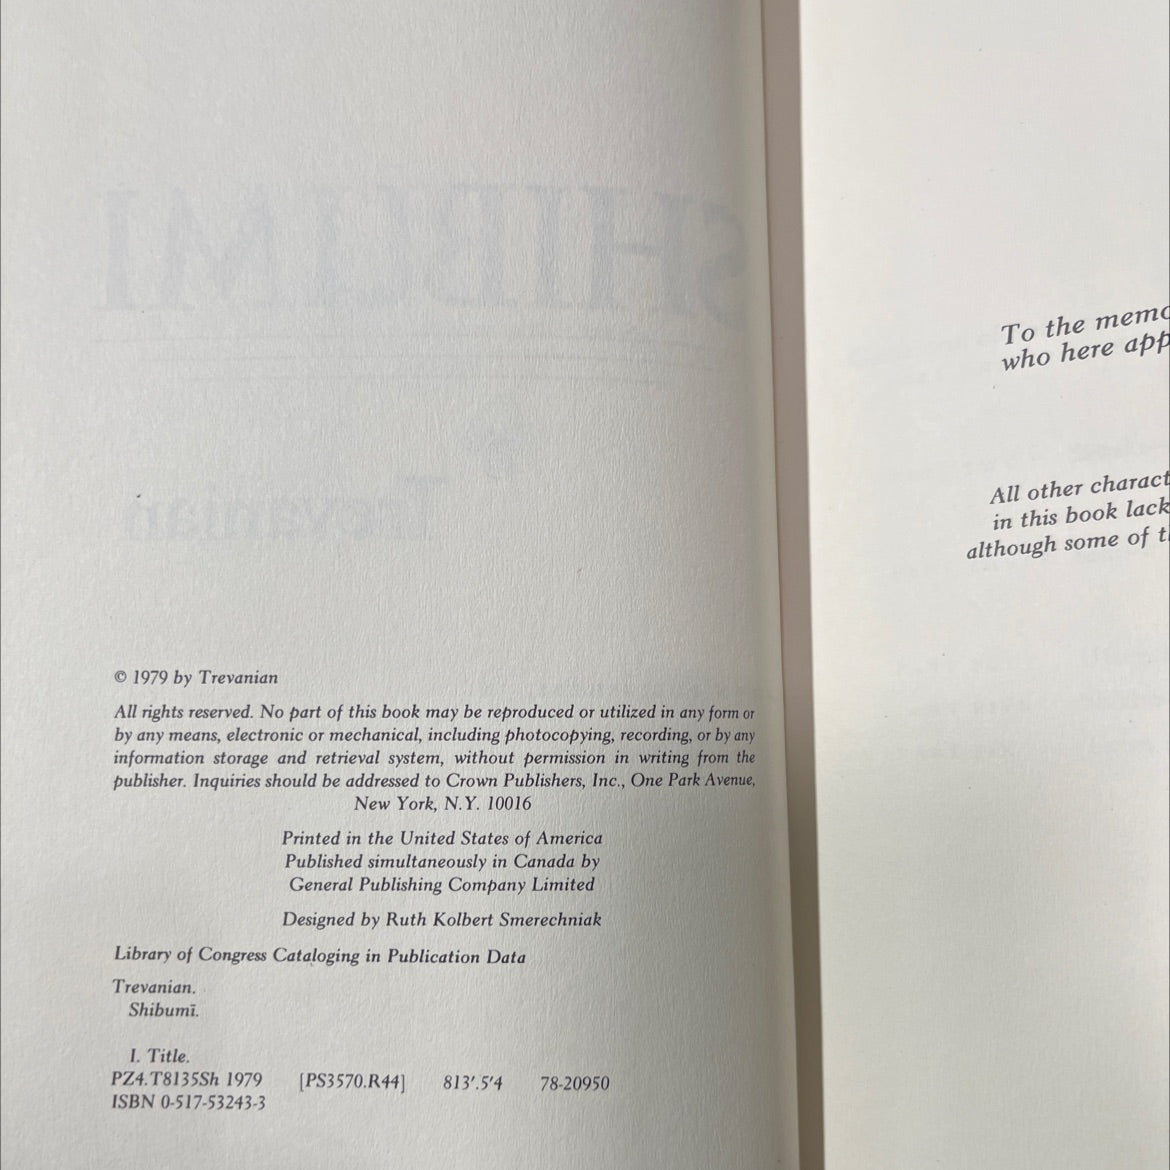 SHIBUMI
Trevanian
© 1979 by Trevanian
All rights reserved. No part of this book may be reproduced or utilized in any form or
by any means, electronic or mechanical, including photocopying, recording, or by any
information storage and retrieval system, without permission in writing from the
publisher. Inquiries should be addressed to Crown Publishers, Inc., One Park Avenue,
New York, N.Y. 10016
Printed in the United States of America
Published simultaneously in Canada by
General Publishing Company Limited
Designed by Ruth Kolbert Smerechniak
Library of Congress Cataloging in Publication Data
Trevanian.
Shibumī.
I. Title.
PZ4.T8135Sh 1979 [PS3570.R44] 813'.5'4 78-20950
ISBN 0-517-53243-3
To the memo
who here app
All other charact
in this book lack
although some of t